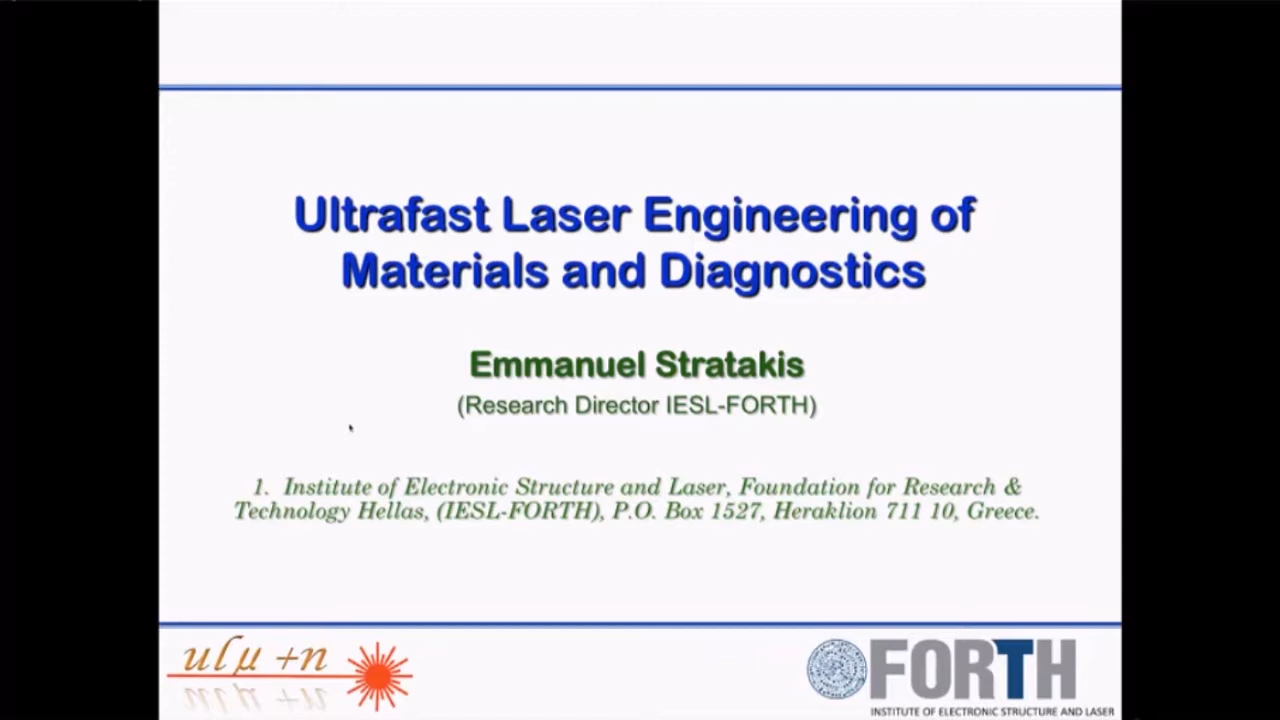 Ultrafast Laser Engineering of
Materials and Diagnostics
Emmanuel Stratakis
(Research Director IESL-FORTH)
1. Institute of Electronic Structure and Laser, Foundation for Research &
Technology Hellas, (IESL-FORTH), P.O. Box 1527, Heraklion 711 10, Greece.
ulμ +n
FORTH
INSTITUTE OF ELECTRONIC STRUCTURE AND LASER